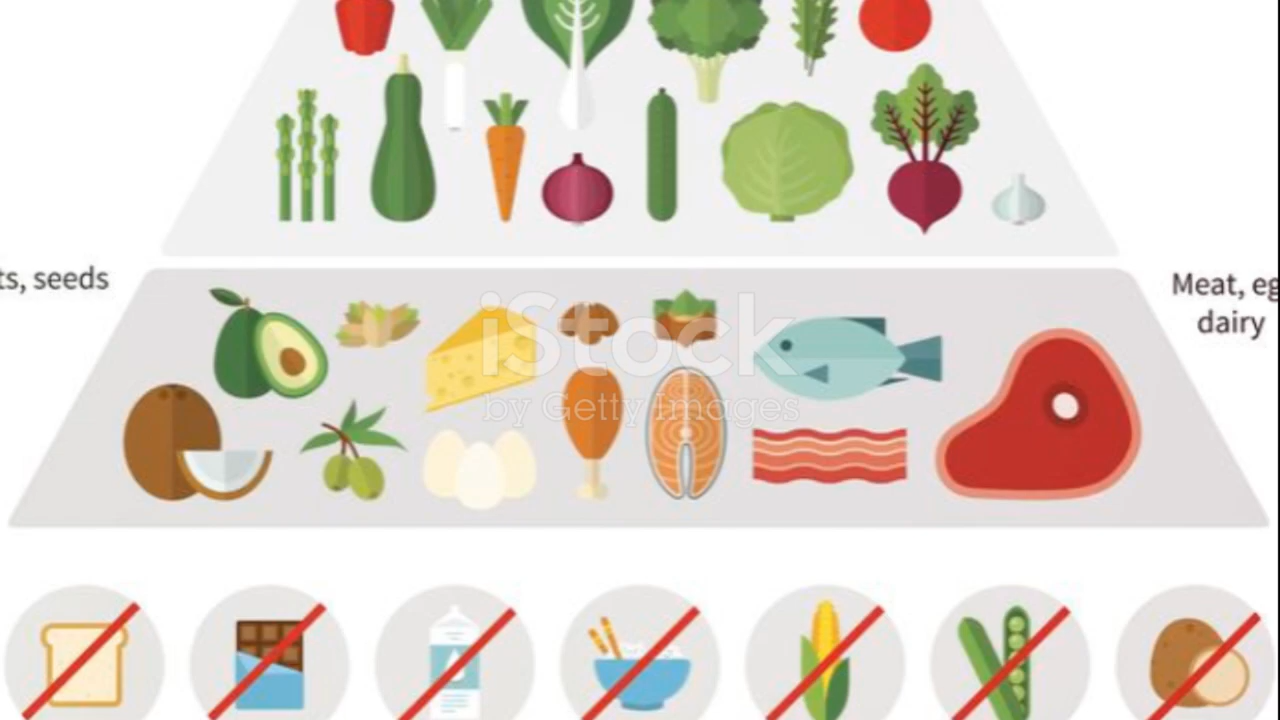 ts, seeds
Meat, eg
dairy
iStock
by Getty Images